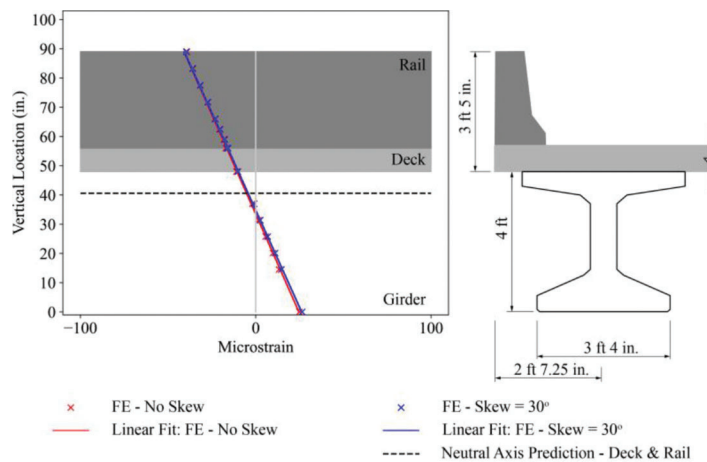 100
90
80
70
60
50
40
30
20
10
0
Vertical Location (in.)
Rail
Deck
Girder
−100
0
100
Microstrain
3 ft 5 in.
4 ft
3 ft 4 in.
2 ft 7.25 in.
FE - No Skew
FE - Skew = 30°
Linear Fit: FE - No Skew
Linear Fit: FE - Skew = 30°
Neutral Axis Prediction - Deck & Rail